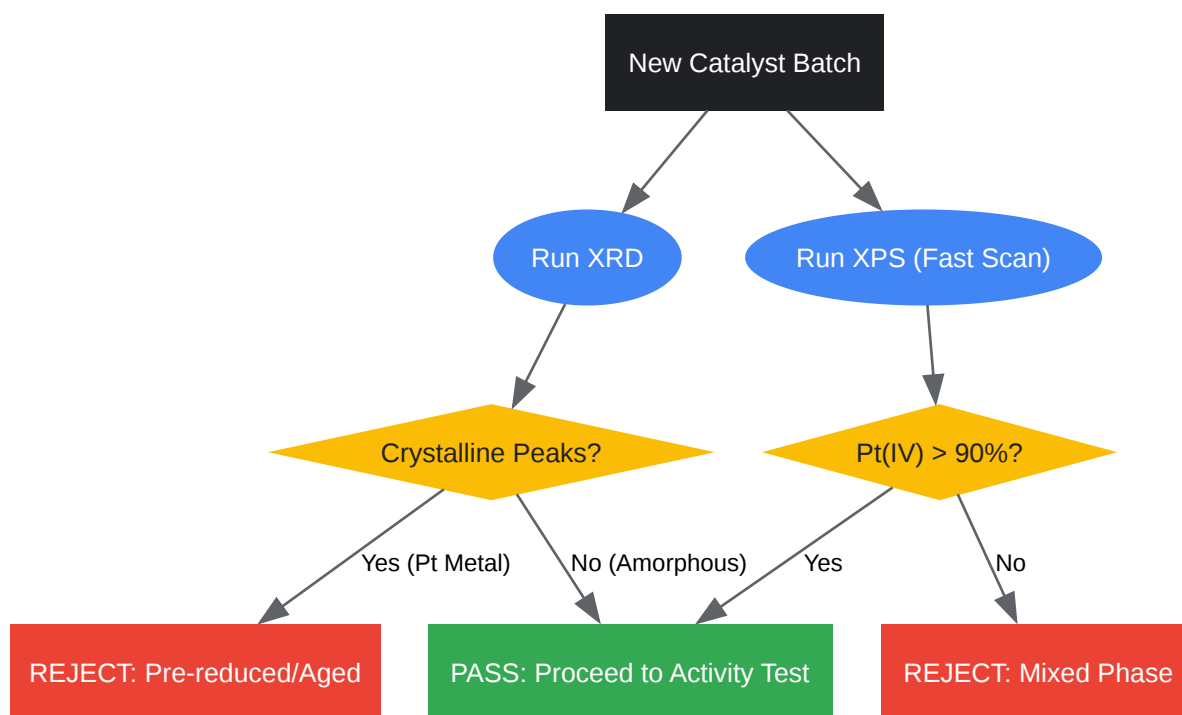 New Catalyst Batch
Run XRD
Run XPS (Fast Scan)
Crystalline Peaks?
Pt(IV) > 90%?
Yes (Pt Metal)
No (Amorphous)
Yes
No
REJECT: Pre-reduced/Aged
PASS: Proceed to Activity Test
REJECT: Mixed Phase